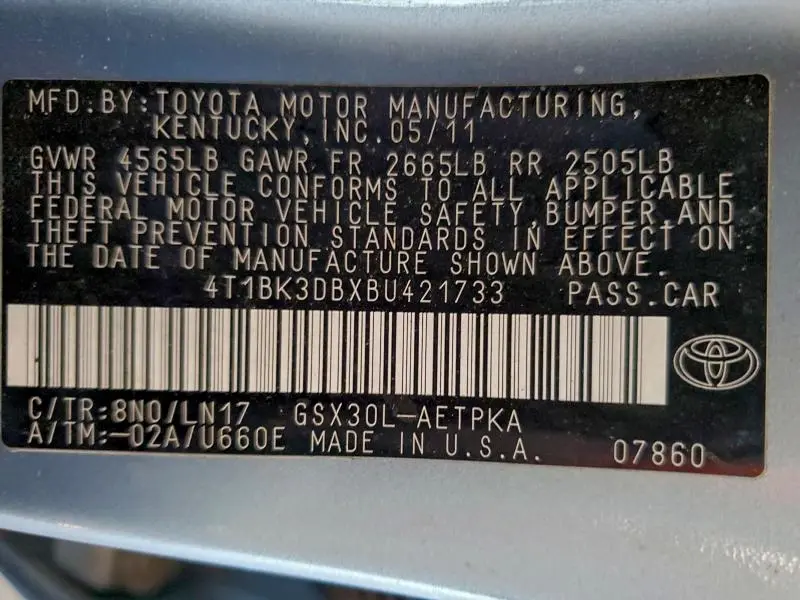 MFD.BY:TOYOTA MOTOR MANUFACTURING,
KENTUCKY,INC.05/11
GVWR 4565LB GAWR FR 2665LB RR 2505LB
THIS VEHICLE CONFORMS TO ALL APPLICABLE
FEDERAL MOTOR VEHICLE SAFETY,BUMPER,AND
THEFT PREVENTION STANDARDS IN EFFECT ON
THE DATE OF MANUFACTURE SHOWN ABOVE.
4T1BK3DBXBU421733 PASS.CAR
C/TR:8N0/LN17 GSX30L-AETPKA
A/TM:-02A/U660E MADE IN U.S.A. 07860